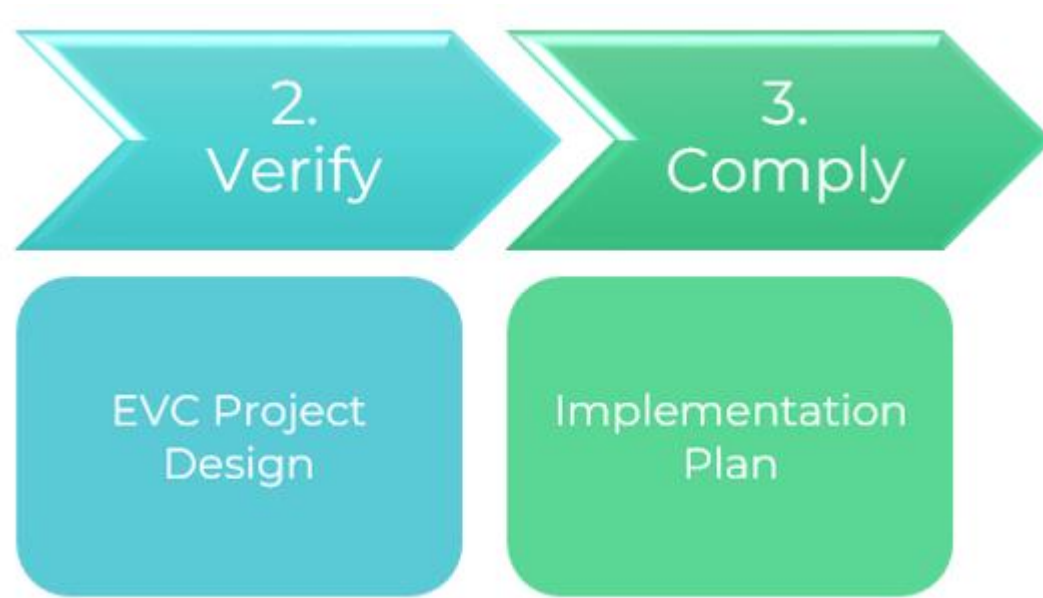 2.
Verify
3.
Comply
EVC Project
Design
Implementation
Plan